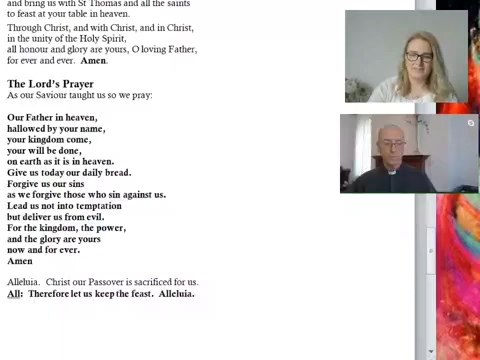 and bring us with St Thomas and all the saints
to feast at your table in heaven.
Through Christ, and with Christ, and in Christ,
in the unity of the Holy Spirit,
all honour and glory are yours, O loving Father,
for ever and ever.  Amen.
The Lord's Prayer
As our Saviour taught us so we pray:
Our Father in heaven,
hallowed by your name,
your kingdom come,
your will be done,
on earth as it is in heaven.
Give us today our daily bread.
Forgive us our sins
as we forgive those who sin against us.
Lead us not into temptation
but deliver us from evil.
For the kingdom, the power,
and the glory are yours
now and for ever.
Amen
Alleluia.  Christ our Passover is sacrificed for us.
All:  Therefore let us keep the feast.  Alleluia.